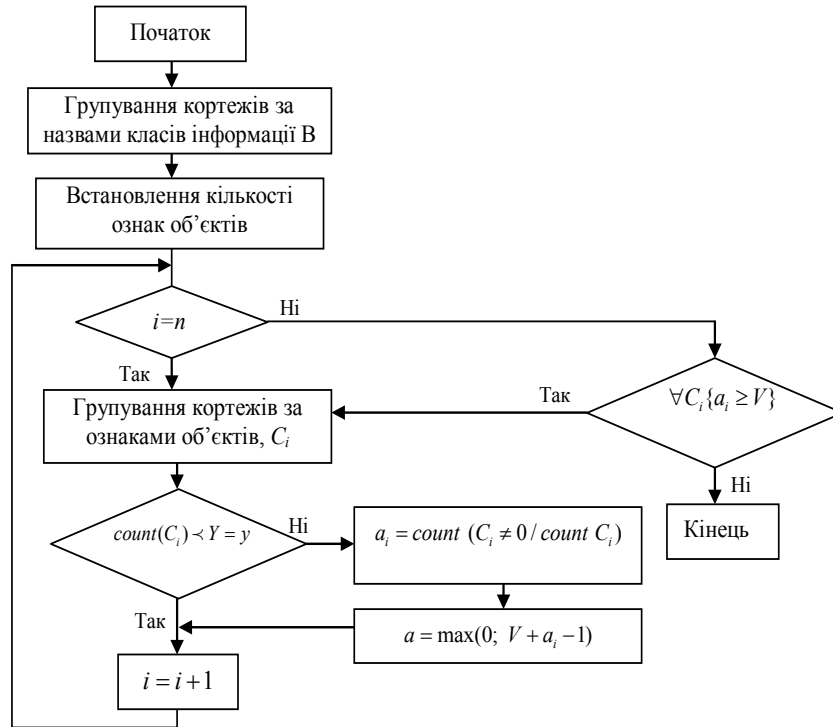 Початок
Групування кортежів за
назвами класів інформації В
Встановлення кількості
ознак об’єктів
i=n
Ні
Так
Групування кортежів за
ознаками об’єктів, C_i
Так
∀C_i{a_i ≥ V}
Ні
Кінець
count(C_i) ≺ Y = y
Ні
a_i = count (C_i ≠ 0 / count C_i)
a = max(0; V + a_i − 1)
Так
i = i + 1